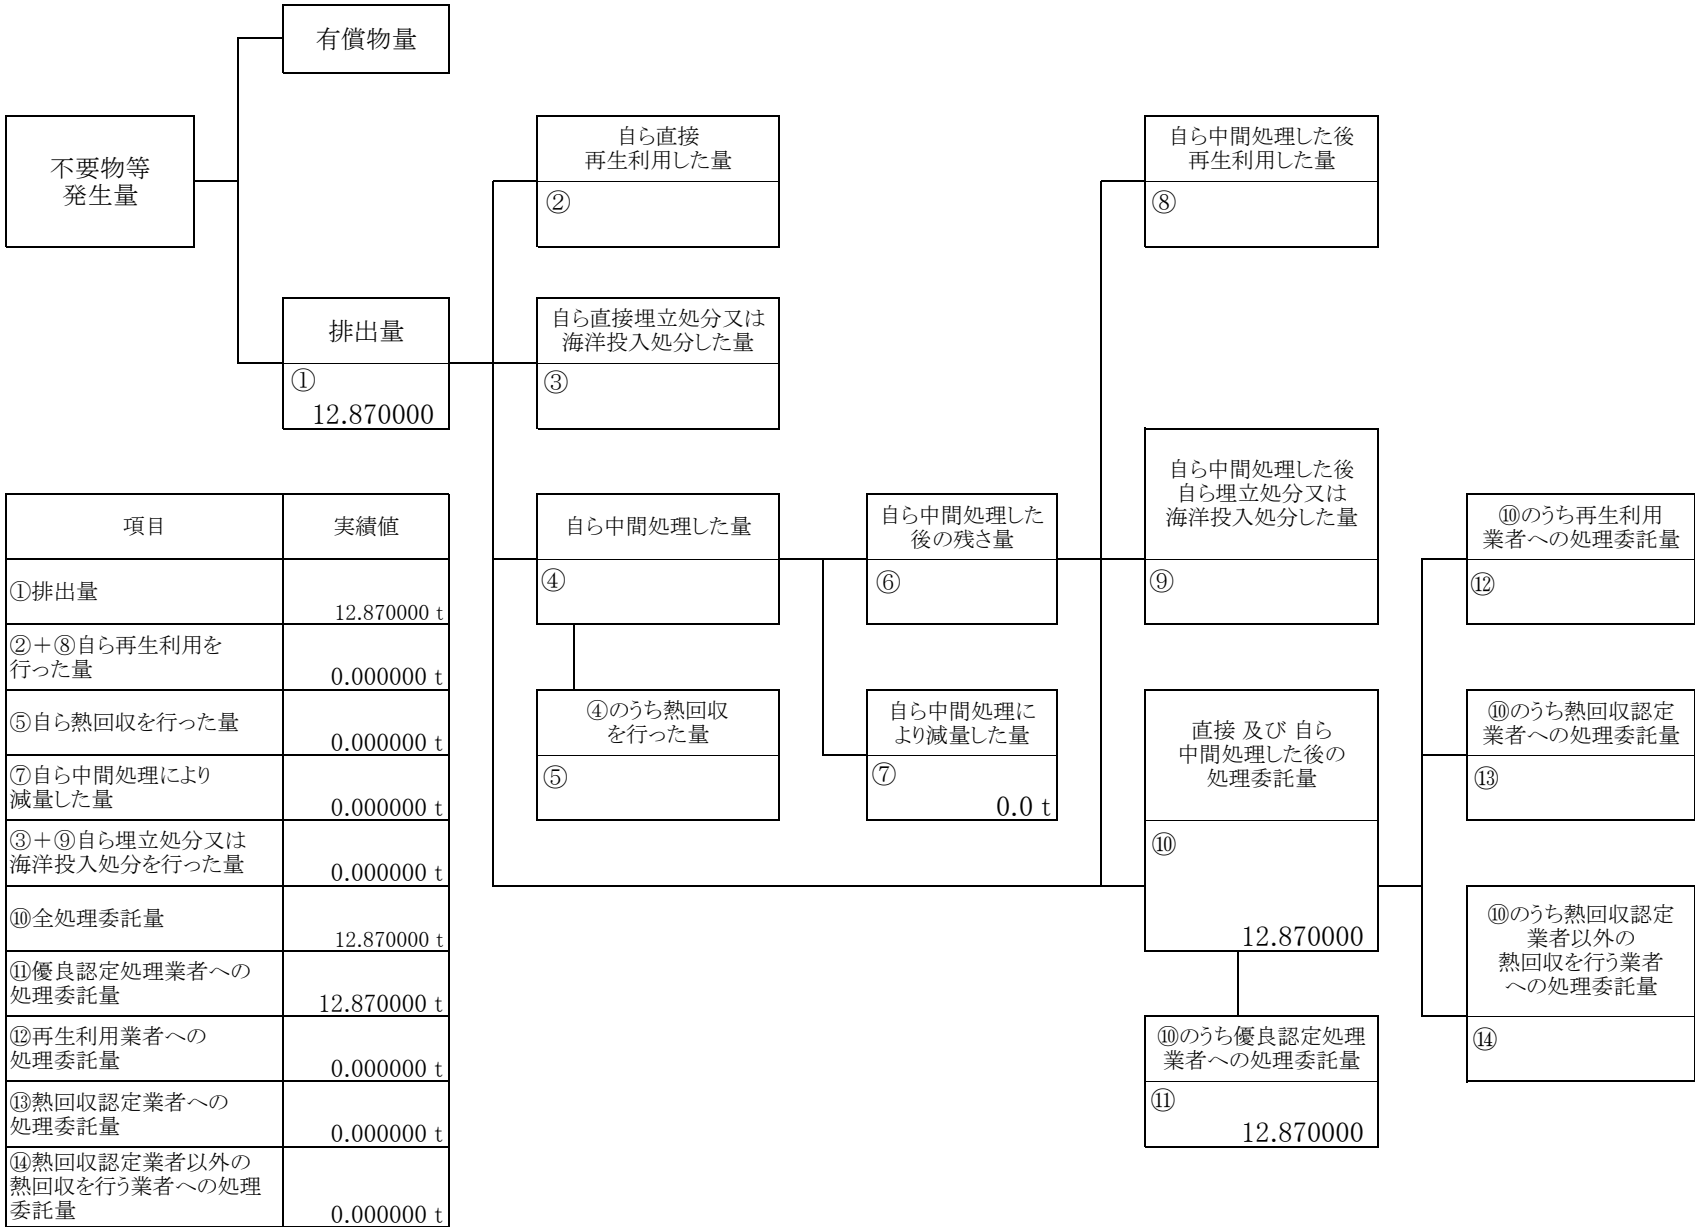 有償物量
不要物等
発生量
排出量
①
12.870000
自ら直接
再生利用した量
②
自ら直接埋立処分又は
海洋投入処分した量
③
自ら中間処理した量
④
④のうち熱回収
を行った量
⑤
自ら中間処理した
後の残さ量
⑥
自ら中間処理に
より減量した量
⑦
0.0 t
自ら中間処理した後
再生利用した量
⑧
自ら中間処理した後
自ら埋立処分又は
海洋投入処分した量
⑨
直接 及び 自ら
中間処理した後の
処理委託量
⑩
12.870000
⑩のうち優良認定処理
業者への処理委託量
⑪
12.870000
⑩のうち再生利用
業者への処理委託量
⑫
⑩のうち熱回収認定
業者への処理委託量
⑬
⑩のうち熱回収認定
業者以外の
熱回収を行う業者
への処理委託量
⑭
項目 実績値
①排出量
12.870000 t
②＋⑧自ら再生利用を
行った量
0.000000 t
⑤自ら熱回収を行った量
0.000000 t
⑦自ら中間処理により
減量した量
0.000000 t
③＋⑨自ら埋立処分又は
海洋投入処分を行った量
0.000000 t
⑩全処理委託量
12.870000 t
⑪優良認定処理業者への
処理委託量
12.870000 t
⑫再生利用業者への
処理委託量
0.000000 t
⑬熱回収認定業者への
処理委託量
0.000000 t
⑭熱回収認定業者以外の
熱回収を行う業者への処理
委託量
0.000000 t